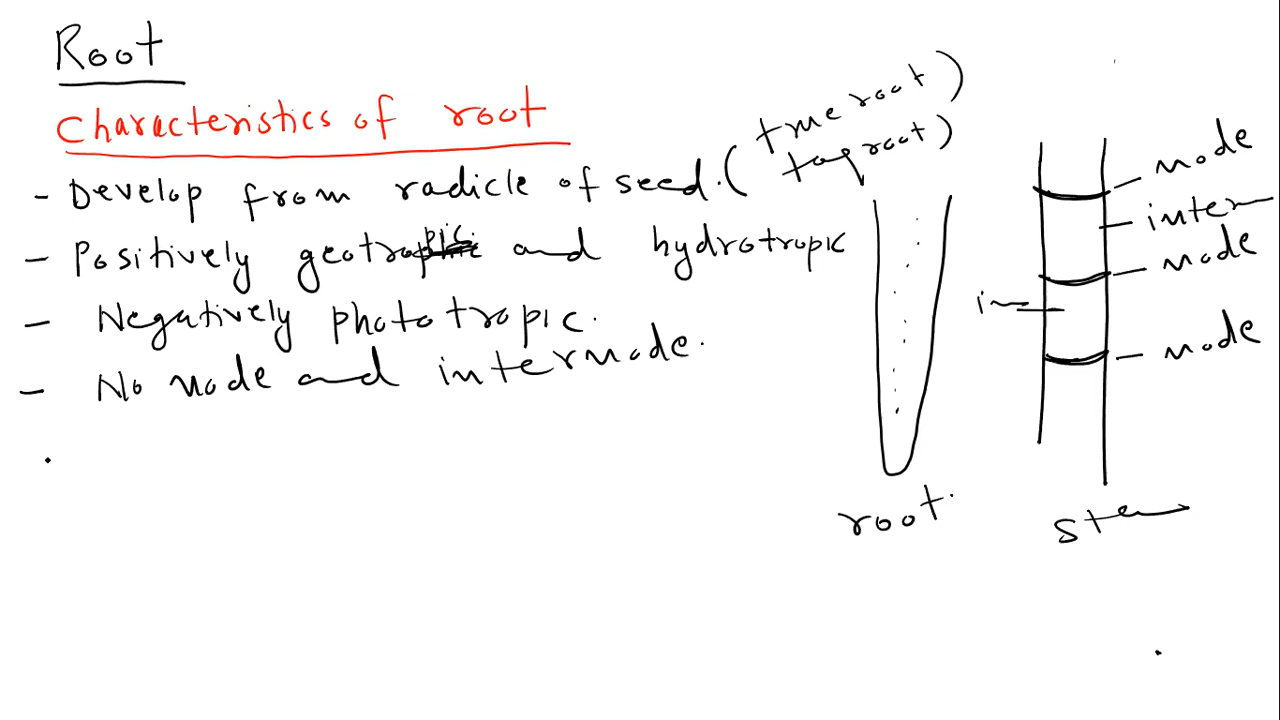 Root
Characteristics of root
- Develop from radicle of seed. (true root)
tap root)
- Positively geotropic and hydrotropic
- Negatively phototropic.
- No node and internode.
node
inter
node
in
node
root.
stem